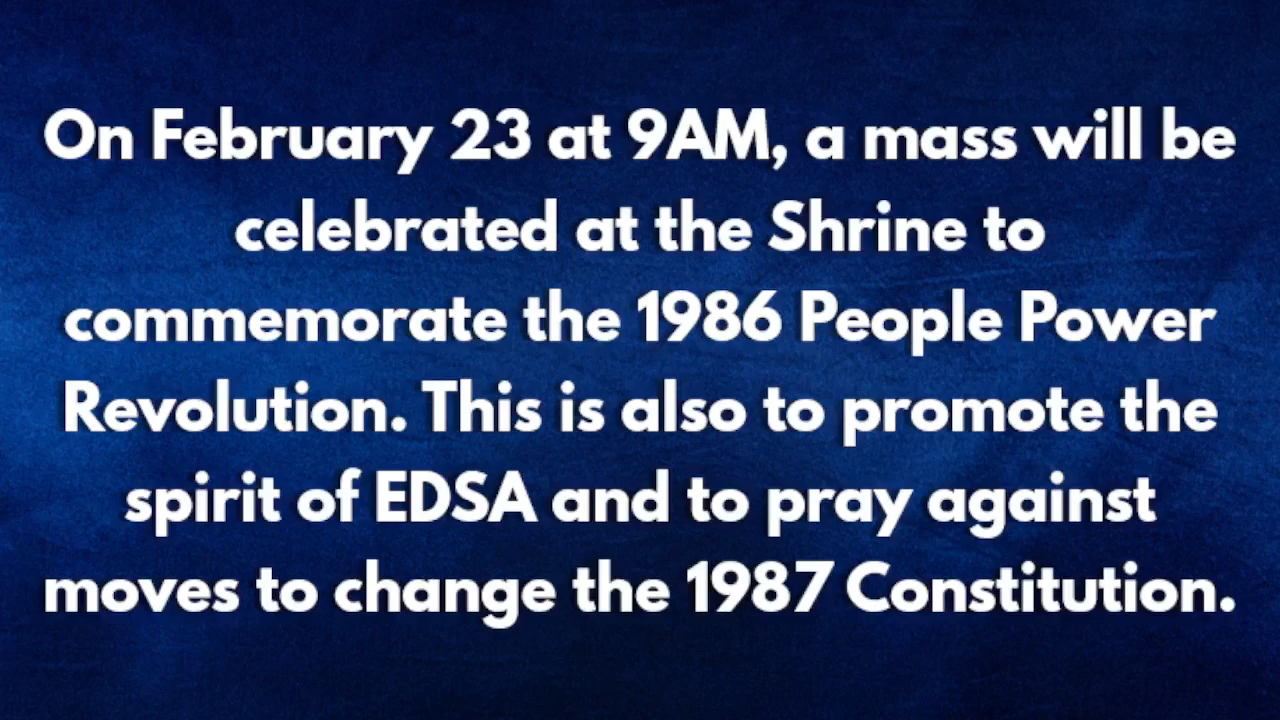 On February 23 at 9AM, a mass will be
celebrated at the Shrine to
commemorate the 1986 People Power
Revolution. This is also to promote the
spirit of EDSA and to pray against
moves to change the 1987 Constitution.